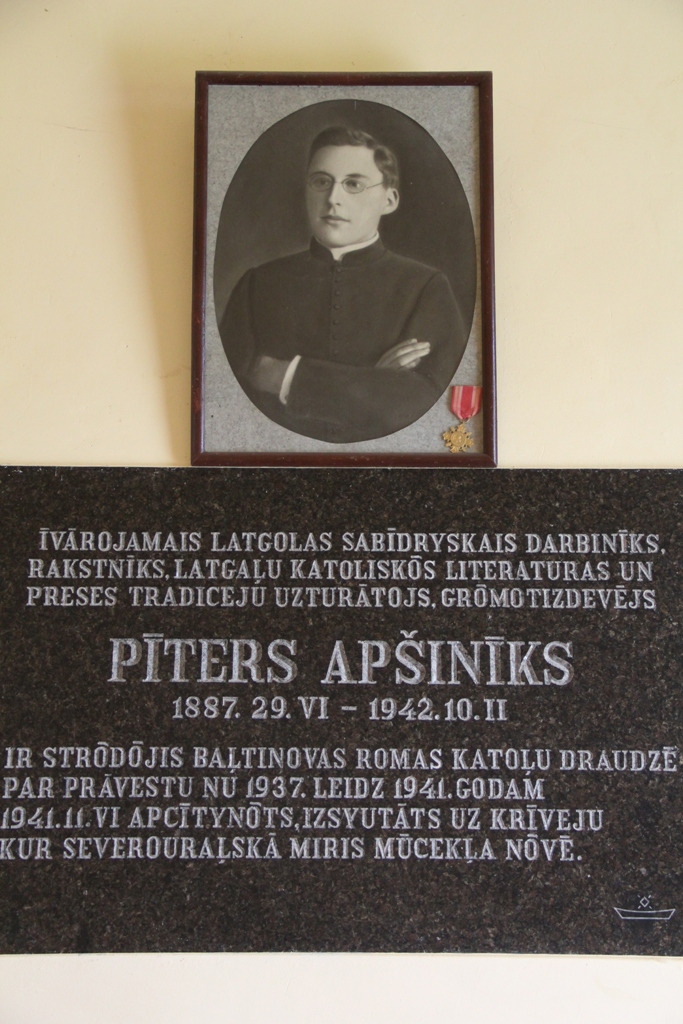 ĪVĀROJAMAIS LATGOLAS SABĪDRYSKAIS DARBINĪKS,
RAKSTNĪKS, LATGAĻU KATOLISKŌS LITERATURAS UN
PRESES TRADICEJU UZTURĀTOJS, GRŌMOTIZDEVĒJS
PĪTERS APŠINĪKS
1887. 29. VI – 1942. 10. II
IR STRŌDŌJIS BAĻTINOVAS ROMAS KATOĻU DRAUDZĒ
PAR PRĀVESTU NU 1937. LEIDZ 1941. GODAM
1941. 11. VI APCĪTYNŌTS, IZSYUTĀTS UZ KRĪVEJU
KUR SEVEROURAĻSKĀ MIRIS MŪCEKĻA NŌVĒ.